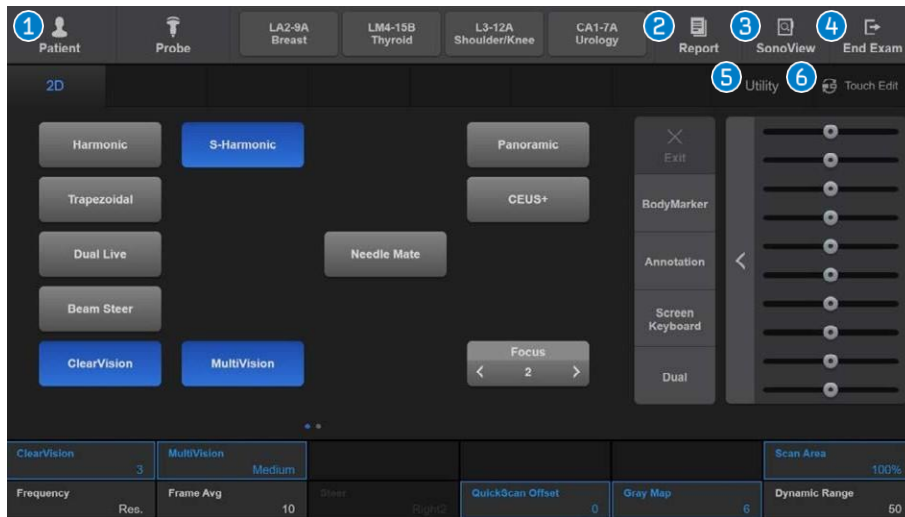 1 Patient
Probe
LA2-9A
Breast
LM4-15B
Thyroid
L3-12A
Shoulder/Knee
CA1-7A
Urology
2 Report
3 SonoView
4 End Exam
2D
5 Utility
6 Touch Edit
Harmonic
S-Harmonic
Panoramic
Exit
Trapezoidal
CEUS+
BodyMarker
Dual Live
Needle Mate
Annotation
Beam Steer
Screen
Keyboard
ClearVision
MultiVision
Focus
2
Dual
ClearVision
3
MultiVision
Medium
Scan Area
100%
Frequency
Res.
Frame Avg
10
Steer
Right2
QuickScan Offset
0
Gray Map
6
Dynamic Range
50